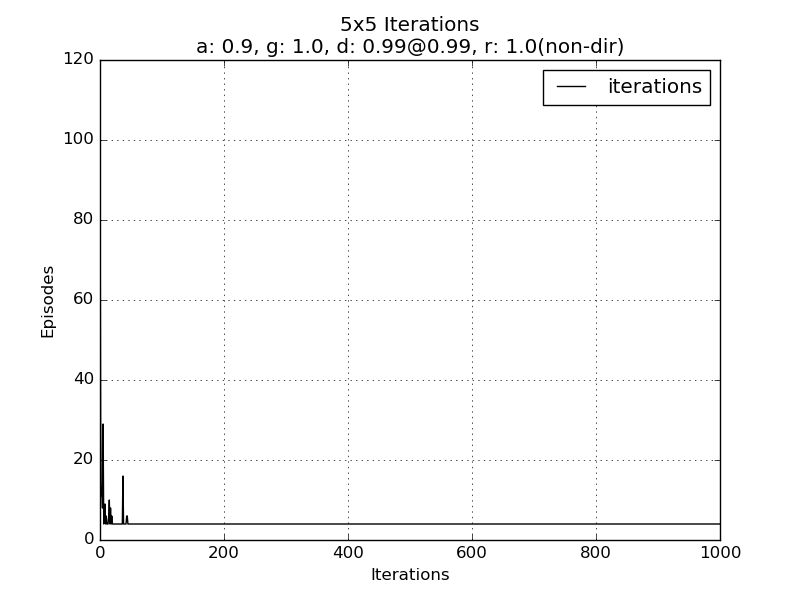 5x5 Iterations
a: 0.9, g: 1.0, d: 0.99@0.99, r: 1.0(non-dir)
120
100
80
60
40
20
0
Episodes
iterations
0 200 400 600 800 1000
Iterations